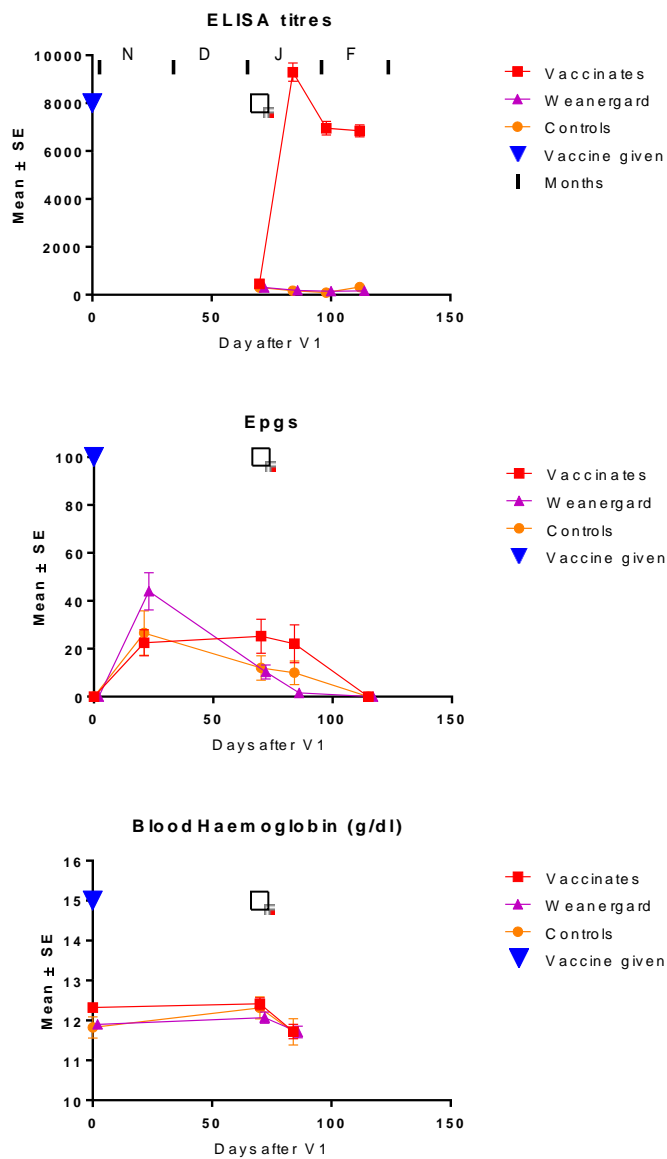 ELISA titres
N D J F
10000
8000
6000
4000
2000
0
Mean ± SE
0 50 100 150
Day after V1
Vaccinates
Weanergard
Controls
Vaccine given
Months
Epgs
100
80
60
40
20
0
Mean ± SE
0 50 100 150
Days after V1
Vaccinates
Weanergard
Controls
Vaccine given
Blood Haemoglobin (g/dl)
16
15
14
13
12
11
10
Mean ± SE
0 50 100 150
Days after V1
Vaccinates
Weanergard
Controls
Vaccine given